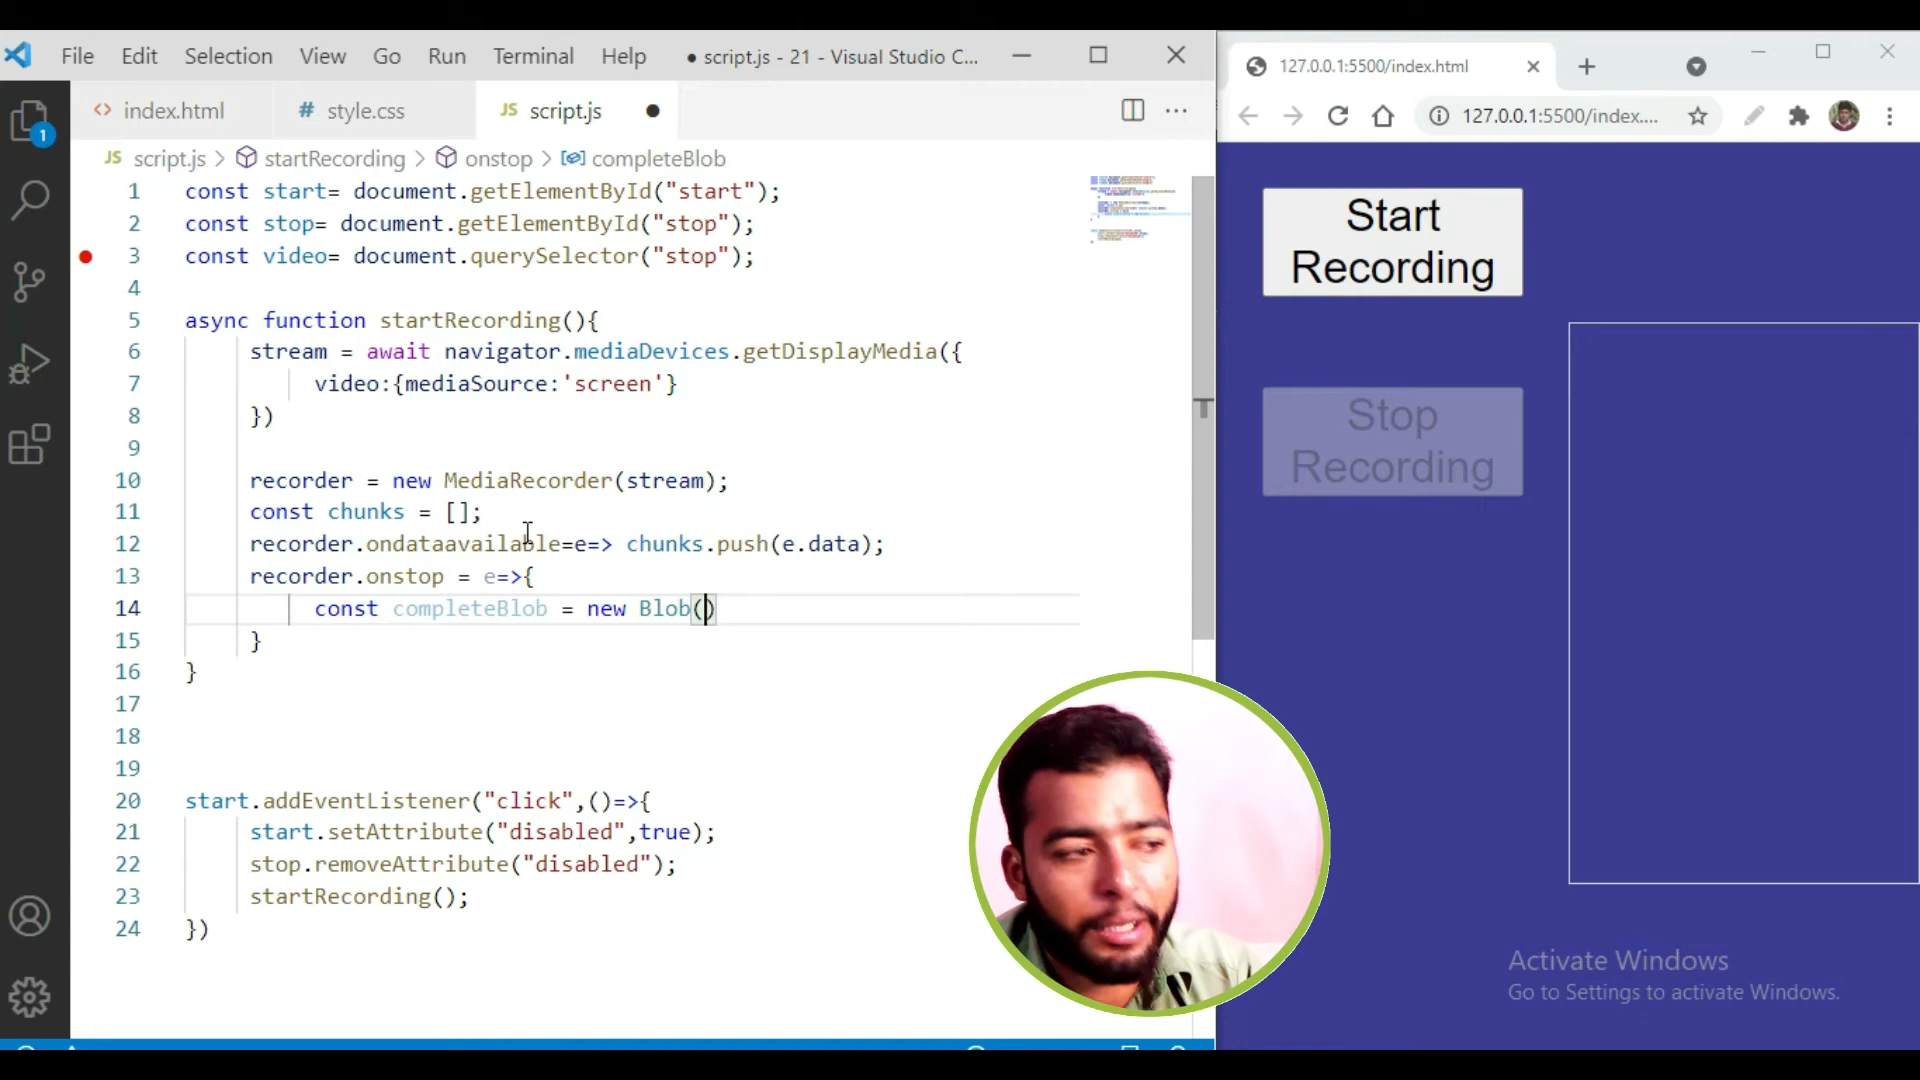 File Edit Selection View Go Run Terminal Help ● script.js - 21 - Visual Studio C...
index.html style.css JS script.js
JS script.js > startRecording > onstop > completeBlob
1 const start= document.getElementById("start");
2 const stop= document.getElementById("stop");
3 const video= document.querySelector("stop");
4
5 async function startRecording(){
6 stream = await navigator.mediaDevices.getDisplayMedia({
7 video:{mediaSource:'screen'}
8 })
9
10 recorder = new MediaRecorder(stream);
11 const chunks = [];
12 recorder.ondataavailable=e=> chunks.push(e.data);
13 recorder.onstop = e=>{
14 const completeBlob = new Blob()
15 }
16 }
17
18
19
20 start.addEventListener("click",()=>{
21 start.setAttribute("disabled",true);
22 stop.removeAttribute("disabled");
23 startRecording();
24 })
1
127.0.0.1:5500/index.html
127.0.0.1:5500/index....
Start
Recording
Stop
Recording
Activate Windows
Go to Settings to activate Windows.